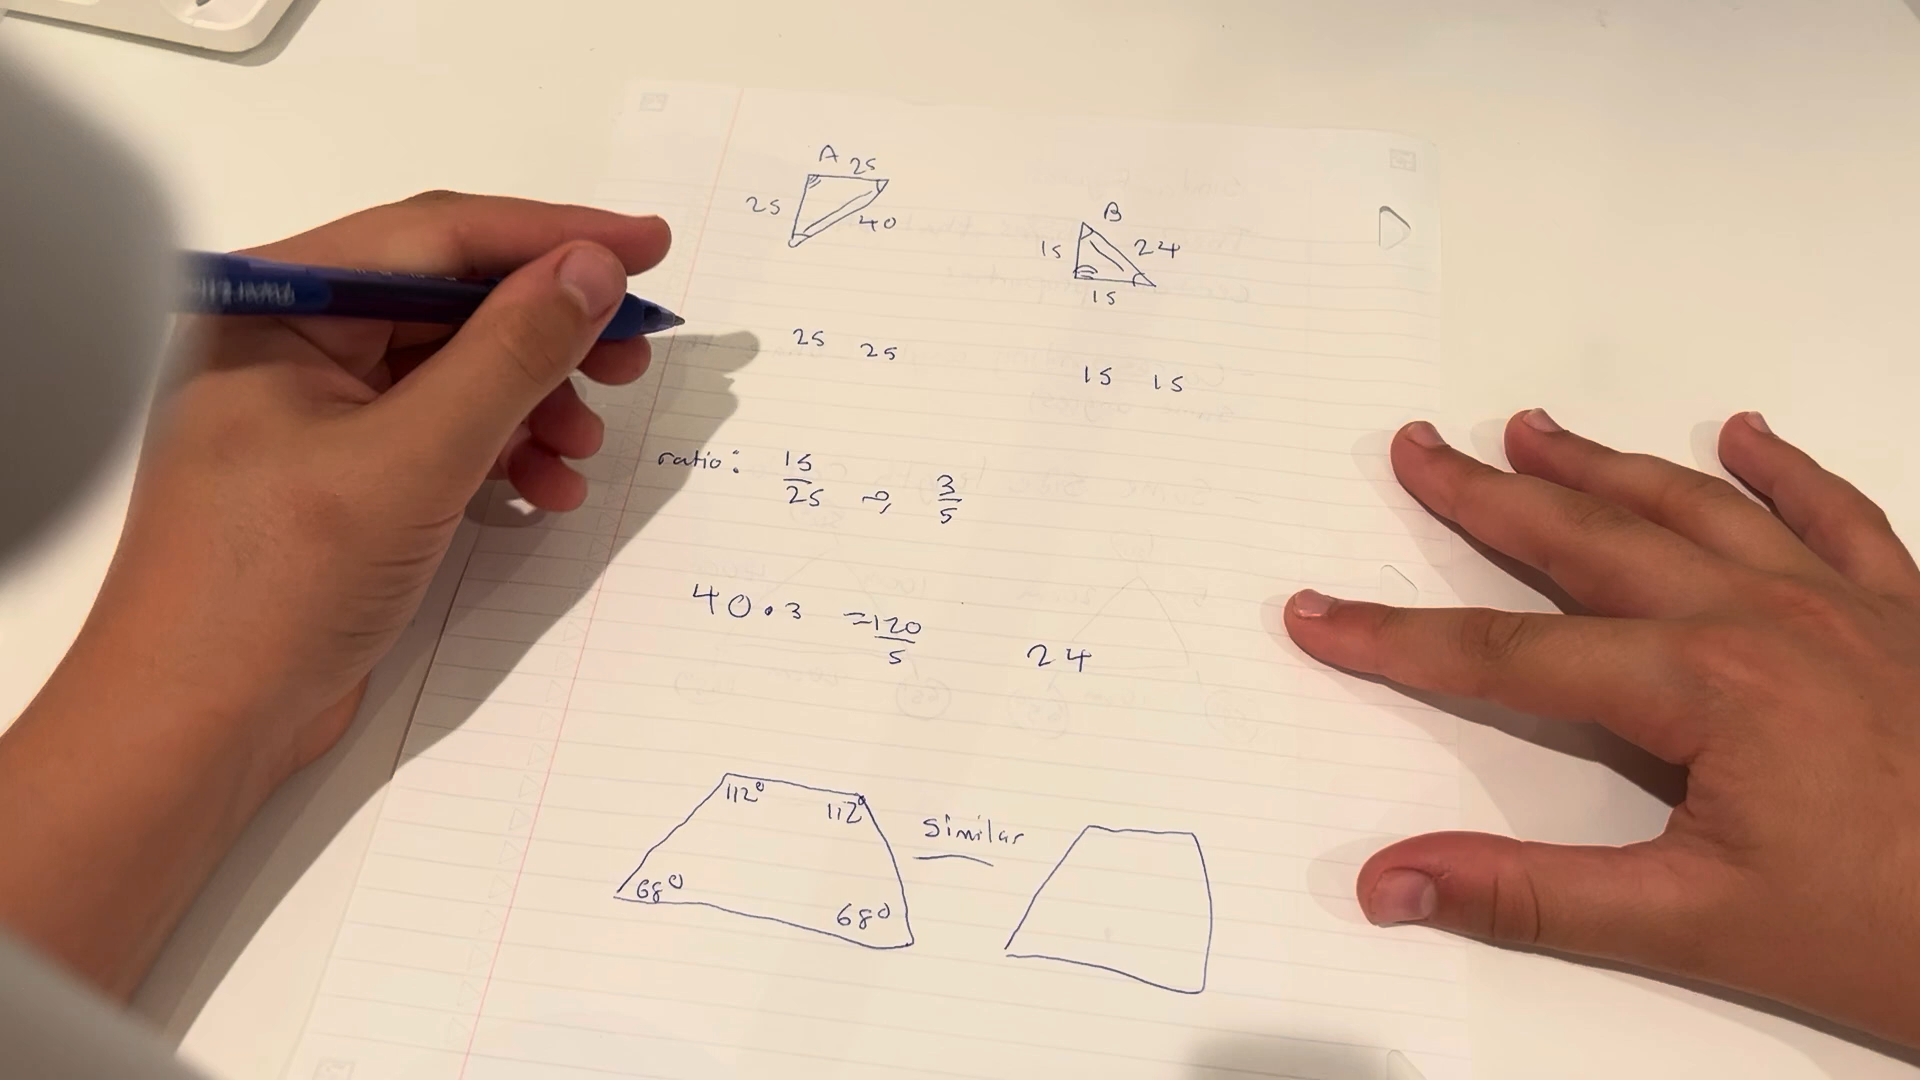 A 25
25
40
B
15
24
15
25 25
15 15
ratio: 15/25 → 3/5
40 · 3 = 120/5
24
112° 112°
similar
68° 68°